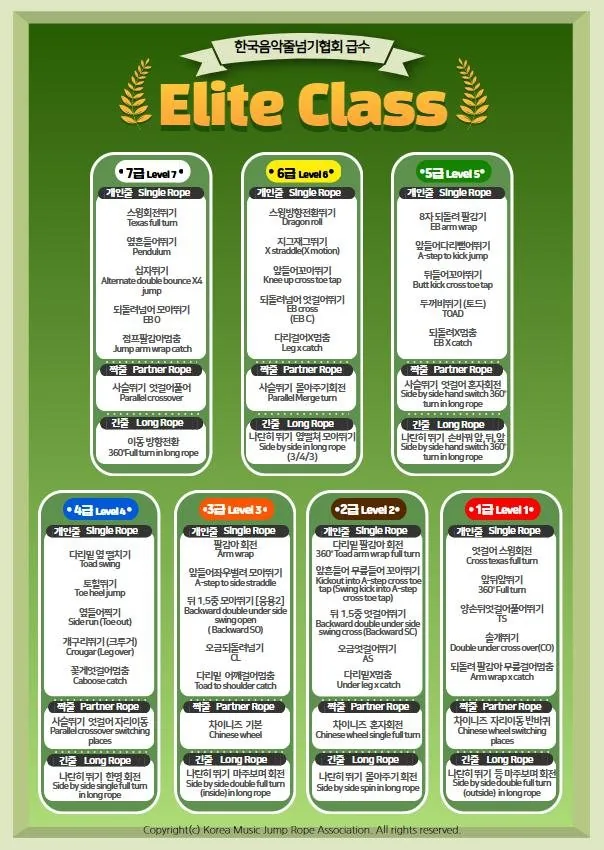 한국음악줄넘기협회 급수
Elite Class
7급 Level 7
개인줄 Single Rope
스윙회전뛰기
Texas full turn
옆흔들어뛰기
Pendulum
십자뛰기
Alternate double bounce X4
jump
되돌려넘어 모아뛰기
EB O
점프팔감아멈춤
Jump arm wrap catch
짝줄 Partner Rope
사슬뛰기 엇걸어풀어
Parallel crossover
긴줄 Long Rope
이동 방향전환
360°Full turn in long rope
6급 Level 6
개인줄 Single Rope
스윙방향전환뛰기
Dragon roll
지그재그뛰기
X straddle(X motion)
앞들어꼬아뛰기
Knee up cross toe tap
되돌려넘어 엇걸어뛰기
EB cross
(EB C)
다리걸어X멈춤
Leg x catch
짝줄 Partner Rope
사슬뛰기 몰아주기회전
Parallel Merge turn
긴줄 Long Rope
나란히 뛰기 옆떨쳐 모아뛰기
Side by side in long rope
(3/4/3)
5급 Level 5
개인줄 Single Rope
8자 되돌려 팔감기
EB arm wrap
앞들어다리뻗어뛰기
A-step to kick jump
뒤들어꼬아뛰기
Butt kick cross toe tap
두꺼비뛰기 (토드)
TOAD
되돌려X멈춤
EB X catch
짝줄 Partner Rope
사슬뛰기 엇걸어 혼자회전
Side by side hand switch 360°
turn in long rope
긴줄 Long Rope
나란히 뛰기 손바꿔 앞,뒤,앞
Side by side hand switch 360°
turn in long rope
4급 Level 4
개인줄 Single Rope
다리밑 옆 떨치기
Toad swing
토힐뛰기
Toe heel jump
옆들어찍기
Side run (Toe out)
개구리뛰기 (크루거)
Crougar (Leg over)
꽃게엇걸어멈춤
Caboose catch
짝줄 Partner Rope
사슬뛰기 엇걸어 자리이동
Parallel crossover switching
places
긴줄 Long Rope
나란히 뛰기 한명 회전
Side by side single full turn
in long rope
3급 Level 3
개인줄 Single Rope
팔감아 회전
Arm wrap
앞들어좌우벌려 모아뛰기
A-step to side straddle
뒤 1,5중 모아뛰기 [응용2]
Backward double under side
swing open
( Backward SO)
오금되돌려넘기
CL
다리밑 어깨걸어멈춤
Toad to shoulder catch
짝줄 Partner Rope
차이니즈 기본
Chinese wheel
긴줄 Long Rope
나란히 뛰기 마주보며 회전
Side by side double full turn
(inside) in long rope
2급 Level 2
개인줄 Single Rope
다리밑 팔감아 회전
360° Toad arm wrap full turn
앞흔들어 무릎들어 꼬아뛰기
Kickout into A-step cross toe
tap (Swing kick into A-step
cross toe tap)
뒤 1,5중 엇걸어뛰기
Backward double under side
swing cross (Backward SC)
오금엇걸어뛰기
AS
다리밑X멈춤
Under leg x catch
짝줄 Partner Rope
차이니즈 혼자회전
Chinese wheel single full turn
긴줄 Long Rope
나란히 뛰기 몰아주기 회전
Side by side spin in long rope
1급 Level 1
개인줄 Single Rope
엇걸어 스윙회전
Cross texas full turn
앞뒤앞뛰기
360° Full turn
양손뒤엇걸어풀어뛰기
TS
솔개뛰기
Double under cross over(CO)
되돌려 팔감아 무릎걸어멈춤
Arm wrap x catch
짝줄 Partner Rope
차이니즈 자리이동 반바퀴
Chinese wheel switching
places
긴줄 Long Rope
나란히 뛰기 등 마주보며 회전
Side by side double full turn
(outside) in long rope
Copyright(c) Korea Music Jump Rope Association. All rights reserved.